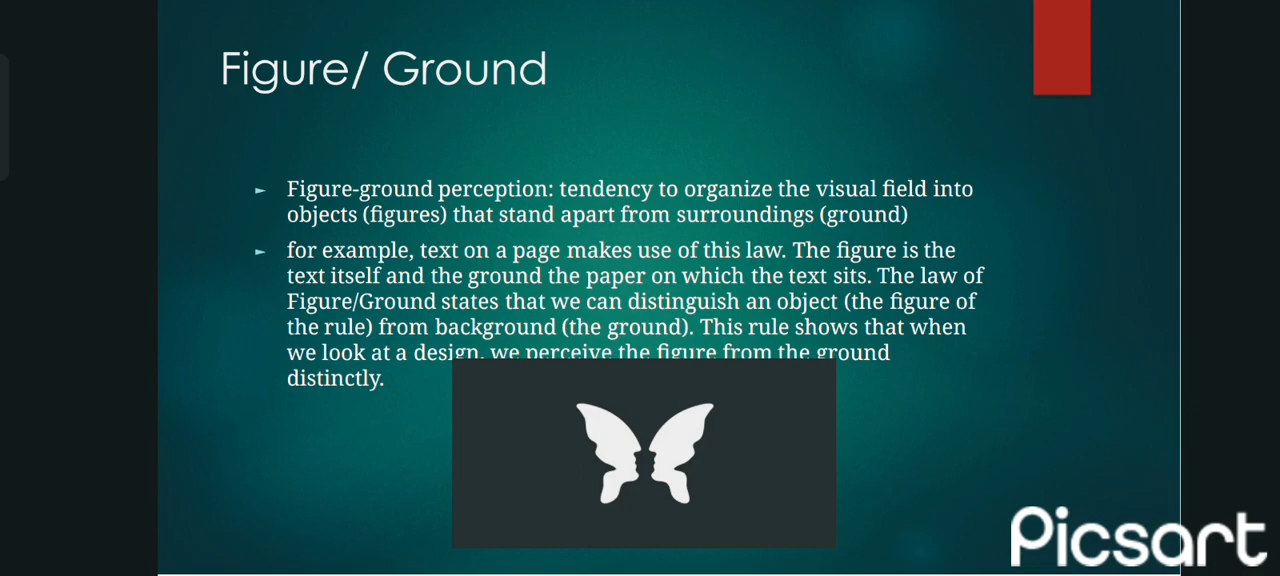 Figure/ Ground
Figure-ground perception: tendency to organize the visual field into
objects (figures) that stand apart from surroundings (ground)
for example, text on a page makes use of this law. The figure is the
text itself and the ground the paper on which the text sits. The law of
Figure/Ground states that we can distinguish an object (the figure of
the rule) from background (the ground). This rule shows that when
we look at a design, we perceive the figure from the ground
distinctly.
Picsart